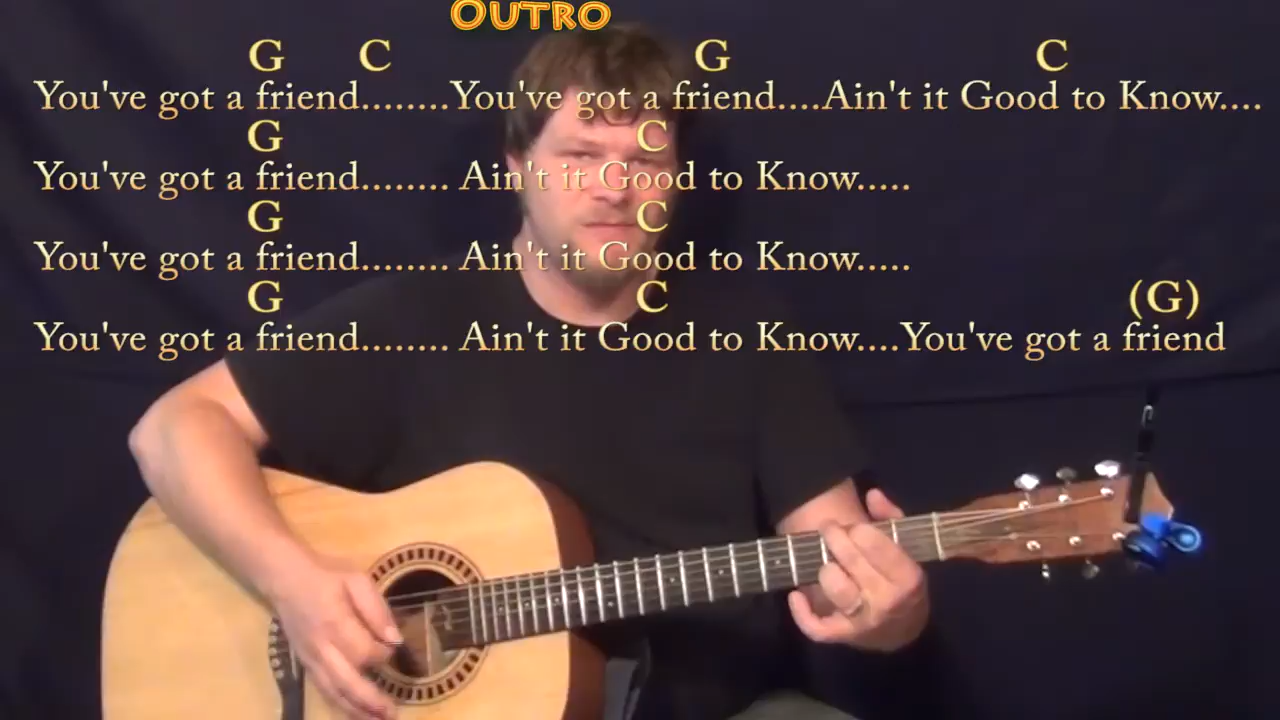 OUTRO
G C G C
You've got a friend........You've got a friend....Ain't it Good to Know....
G C
You've got a friend........ Ain't it Good to Know.....
G C
You've got a friend........ Ain't it Good to Know.....
G C (G)
You've got a friend........ Ain't it Good to Know....You've got a friend